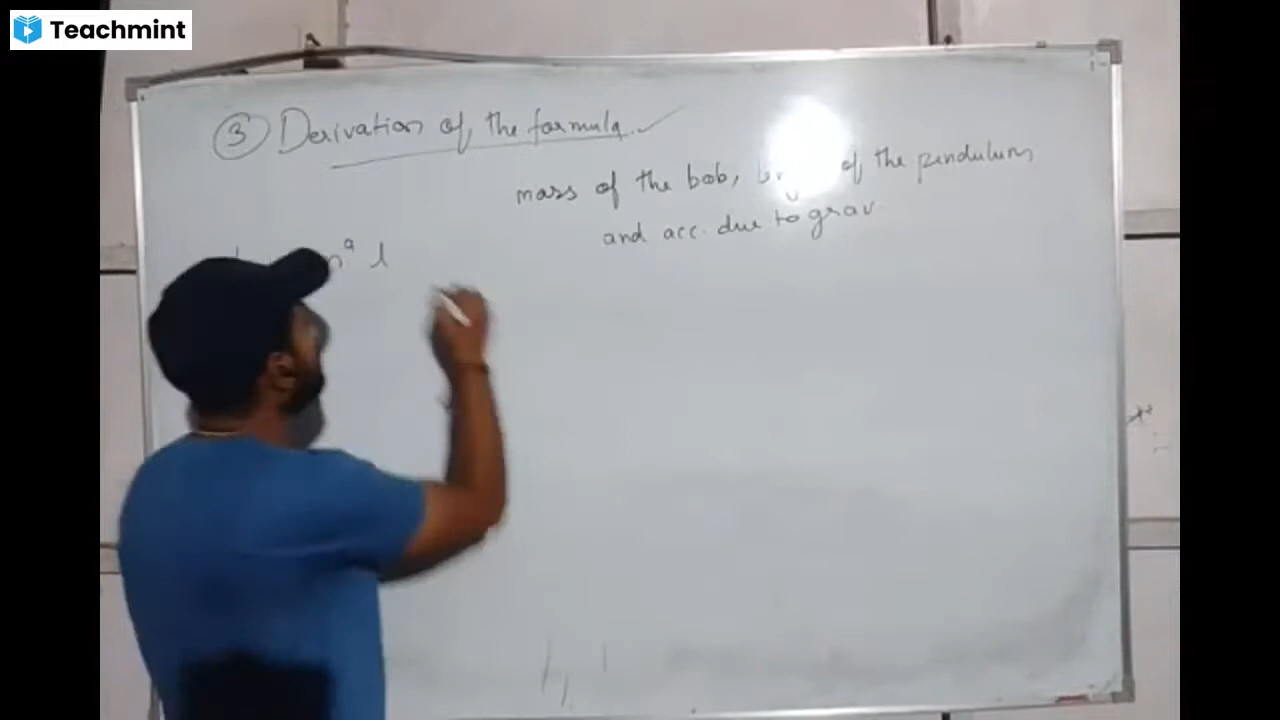 Teachmint
③ Derivation of the formula.
mass of the bob, of the pendulum
and acc. due to grav
m^a l